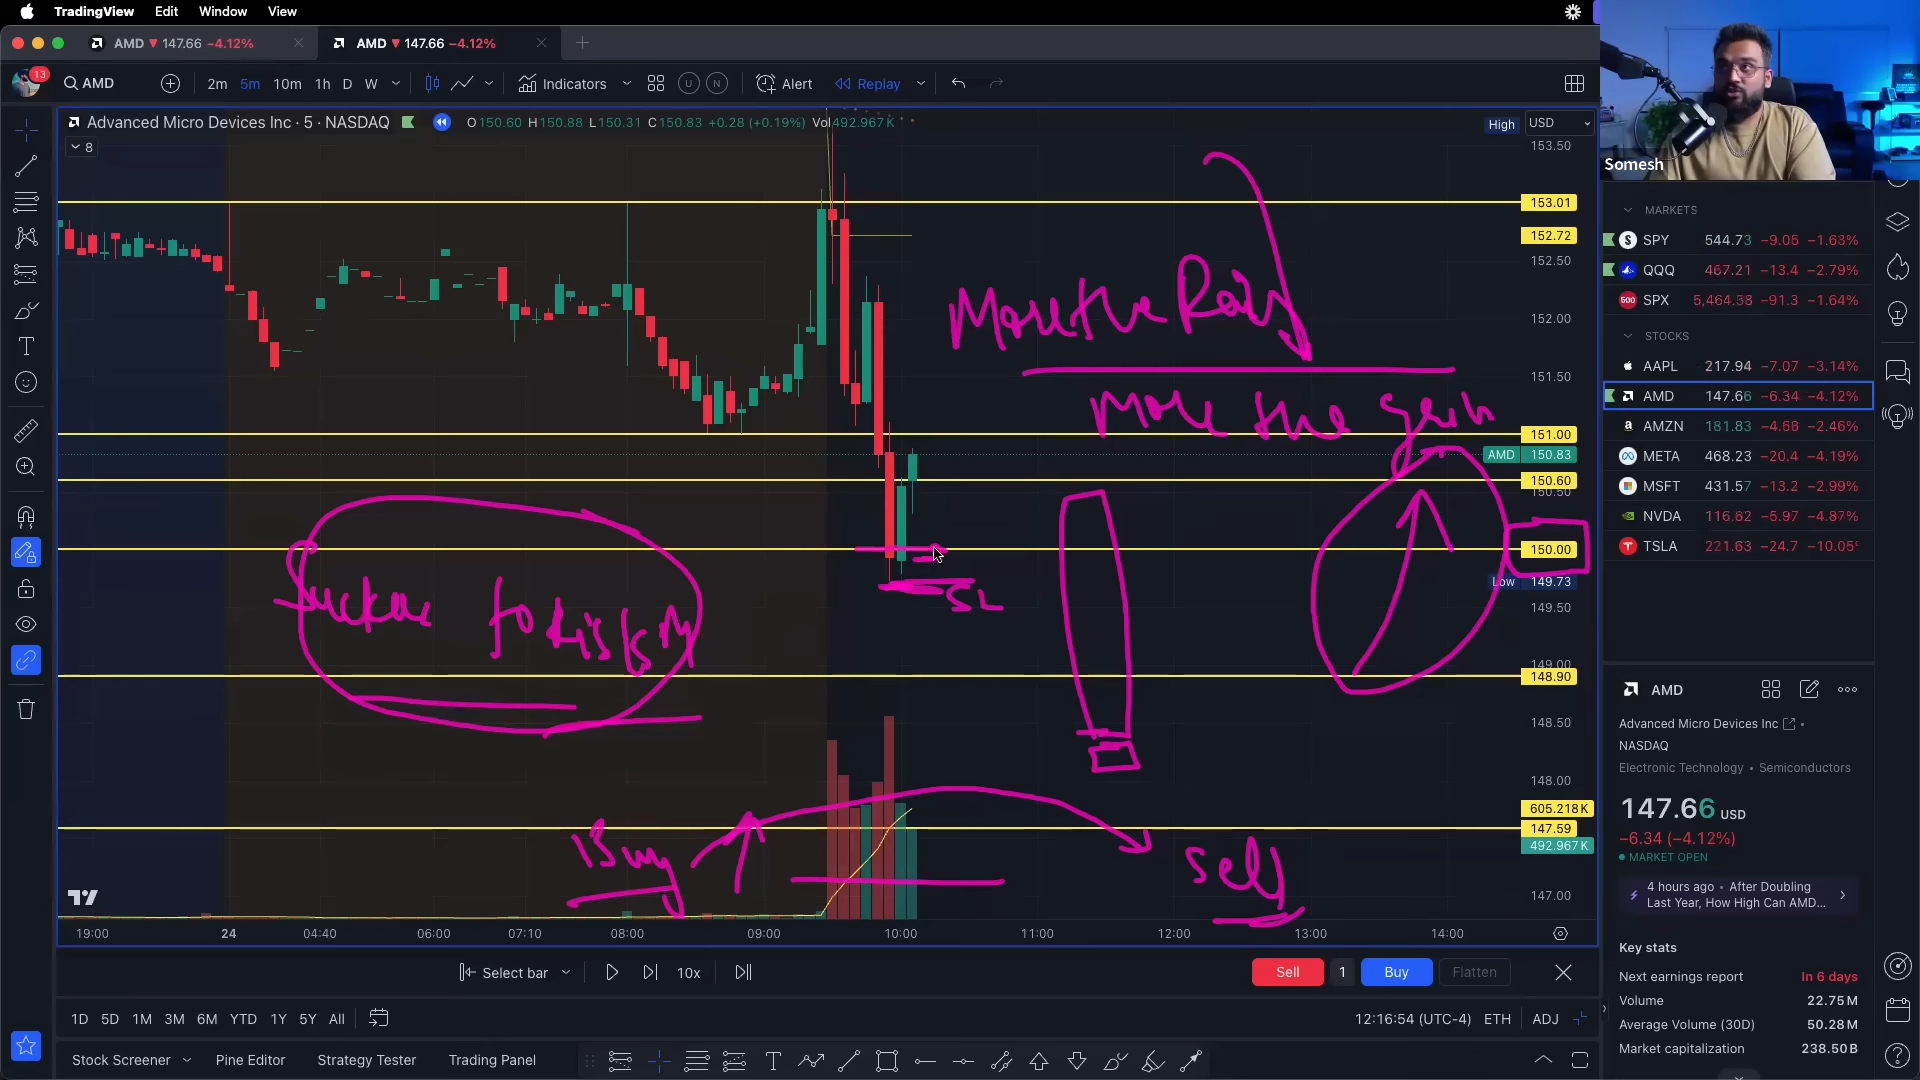 TradingView Edit Window View
AMD ▼ 147.66 −4.12% AMD ▼ 147.66 −4.12%
13 AMD 2m 5m 10m 1h D W Indicators U N Alert Replay
Advanced Micro Devices Inc · 5 · NASDAQ O150.60 H150.88 L150.31 C150.83 +0.28 (+0.19%) Vol492.967K
High USD
8
153.50
153.01
152.72
152.50
152.00
151.50
151.00
AMD 150.83
150.60
150.50
150.00
Low 149.73
149.50
149.00
148.90
148.50
148.00
605.218K
147.59
492.967K
147.00
More the
More the
SL
Buy
Sell
19:00 24 04:40 06:00 07:10 08:00 09:00 10:00 11:00 12:00 13:00 14:00
Select bar 10x Sell 1 Buy Flatten
1D 5D 1M 3M 6M YTD 1Y 5Y All 12:16:54 (UTC-4) ETH ADJ
Stock Screener Pine Editor Strategy Tester Trading Panel
Somesh
MARKETS
SPY 544.73 −9.06 −1.63%
QQQ 467.21 −13.4 −2.79%
500 SPX 5,464.38 −91.3 −1.64%
STOCKS
AAPL 217.94 −7.07 −3.14%
AMD 147.66 −6.34 −4.12%
AMZN 181.83 −4.68 −2.46%
META 468.23 −20.4 −4.19%
MSFT 431.57 −13.2 −2.99%
NVDA 116.62 −5.97 −4.87%
TSLA 221.63 −24.7 −10.05
AMD
Advanced Micro Devices Inc •
NASDAQ
Electronic Technology • Semiconductors
147.66 USD
−6.34 (−4.12%)
MARKET OPEN
4 hours ago • After Doubling
Last Year, How High Can AMD...
Key stats
Next earnings report In 6 days
Volume 22.75M
Average Volume (30D) 50.28M
Market capitalization 238.50B